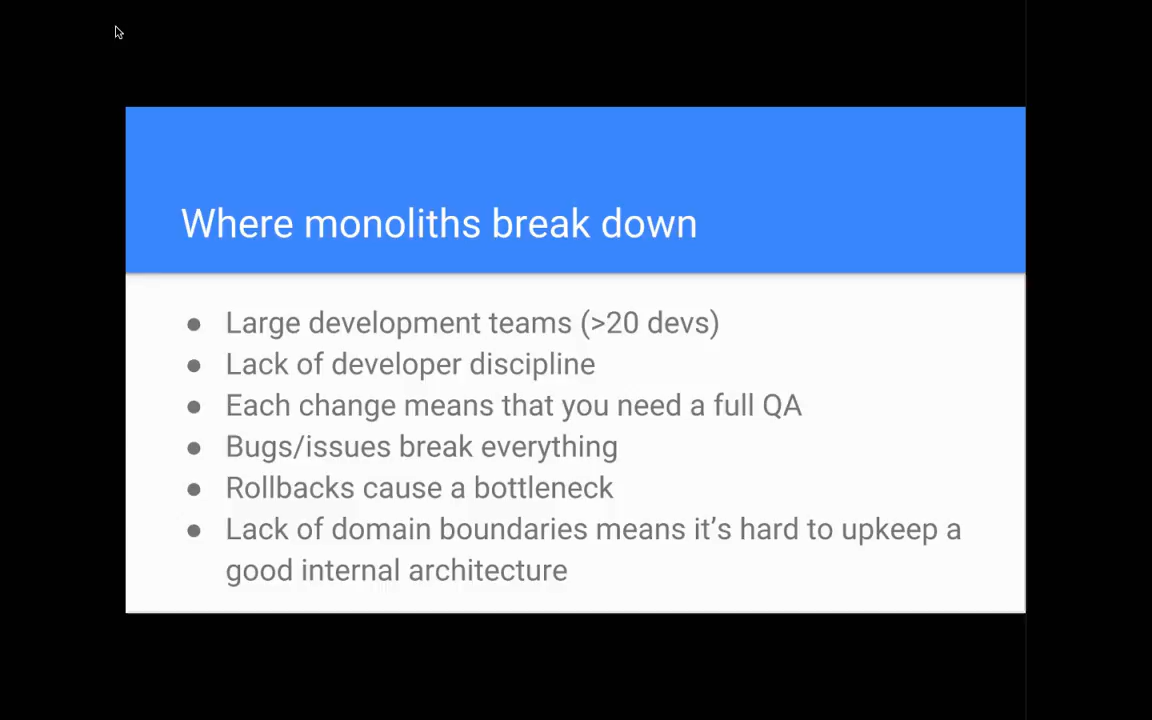 Where monoliths break down
● Large development teams (>20 devs)
● Lack of developer discipline
● Each change means that you need a full QA
● Bugs/issues break everything
● Rollbacks cause a bottleneck
● Lack of domain boundaries means it’s hard to upkeep a
good internal architecture